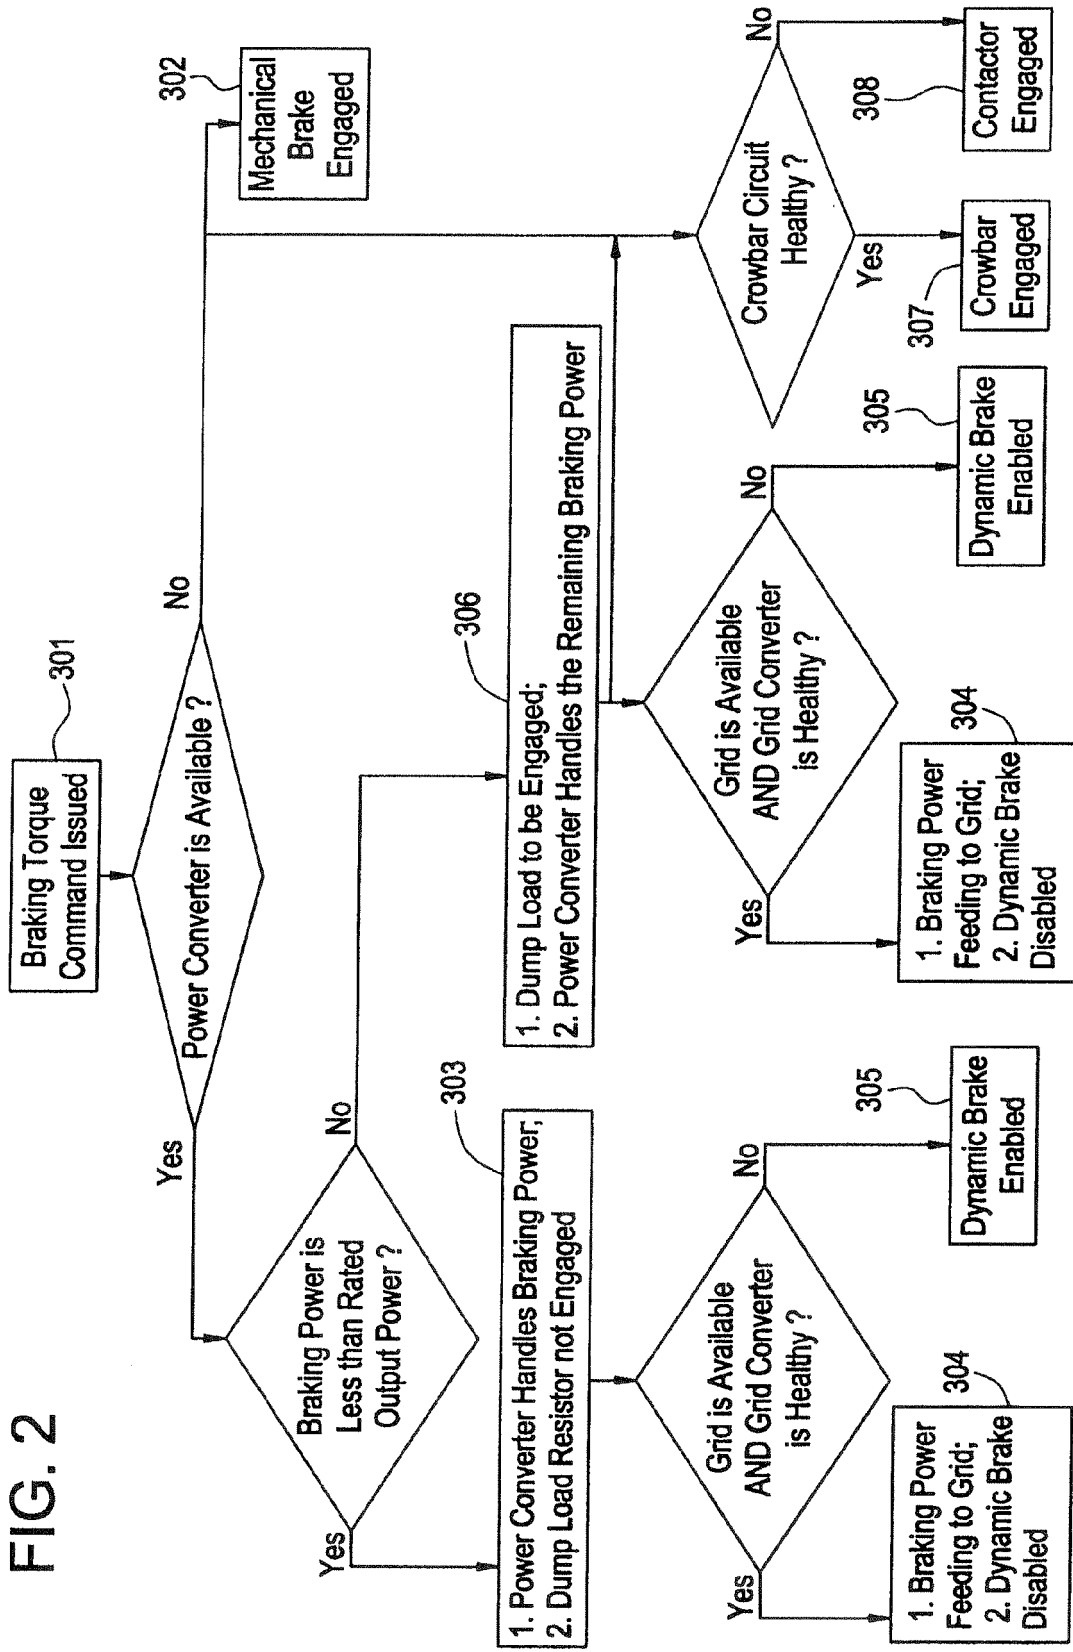 FIG. 2
Braking Torque
Command Issued
301
Power Converter is Available ?
Yes
No
Mechanical
Brake
Engaged
302
Braking Power is
Less than Rated
Output Power ?
Yes
No
1. Power Converter Handles Braking Power;
2. Dump Load Resistor not Engaged
303
1. Dump Load to be Engaged;
2. Power Converter Handles the Remaining Braking Power
306
Grid is Available
AND Grid Converter
is Healthy ?
Yes
No
1. Braking Power
Feeding to Grid;
2. Dynamic Brake
Disabled
304
Dynamic Brake
Enabled
305
Grid is Available
AND Grid Converter
is Healthy ?
Yes
No
1. Braking Power
Feeding to Grid;
2. Dynamic Brake
Disabled
304
Dynamic Brake
Enabled
305
Crowbar Circuit
Healthy ?
Yes
No
Crowbar
Engaged
307
Contactor
Engaged
308